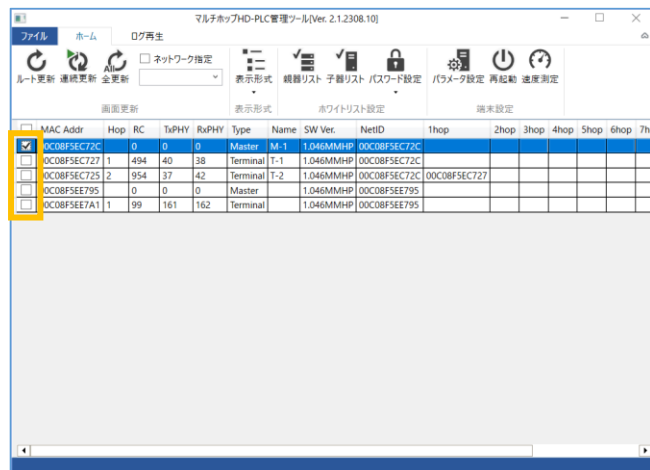 マルチホップHD-PLC管理ツール[Ver. 2.1.2308.10]
ファイル ホーム ログ再生
ルート更新 連続更新 All 全更新 ネットワーク指定 表示形式 親器リスト 子器リスト パスワード設定 パラメータ設定 再起動 速度測定
画面更新 表示形式 ホワイトリスト設定 端末設定
MAC Addr Hop RC TxPHY RxPHY Type Name SW Ver. NetID 1hop 2hop 3hop 4hop 5hop 6hop 7h
00C08F5EC72C 0 0 0 Master M-1 1.046MMHP 00C08F5EC72C
00C08F5EC727 1 494 40 38 Terminal T-1 1.046MMHP 00C08F5EC72C
00C08F5EC725 2 954 37 42 Terminal T-2 1.046MMHP 00C08F5EC72C 00C08F5EC727
00C08F5EE795 0 0 0 Master 1.046MMHP 00C08F5EE795
00C08F5EE7A1 1 99 161 162 Terminal 1.046MMHP 00C08F5EE795